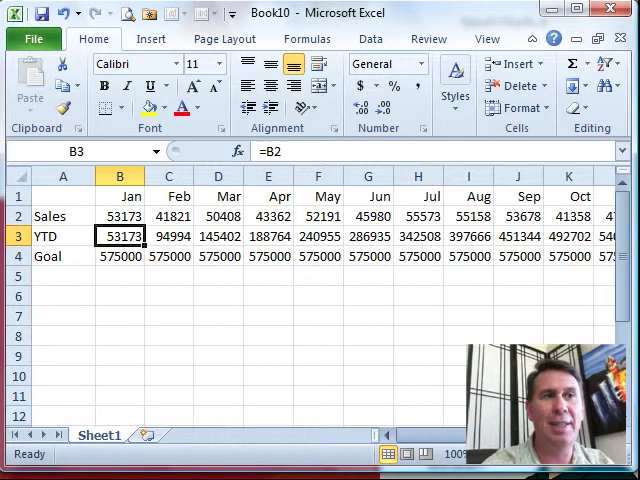 Book10 - Microsoft Excel
File Home Insert Page Layout Formulas Data Review View
Paste
Calibri 11
B I U A A
A
General
$ % ,
Styles
Insert
Delete
Format
Σ
Clipboard Font Alignment Number Cells Editing
B3 fx =B2
A B C D E F G H I J K
1 Jan Feb Mar Apr May Jun Jul Aug Sep Oct
2 Sales 53173 41821 50408 43362 52191 45980 55573 55158 53678 41358
3 YTD 53173 94994 145402 188764 240955 286935 342508 397666 451344 492702
4 Goal 575000 575000 575000 575000 575000 575000 575000 575000 575000 575000
5
6
7
8
9
10
11
12
Sheet1
Ready 100%